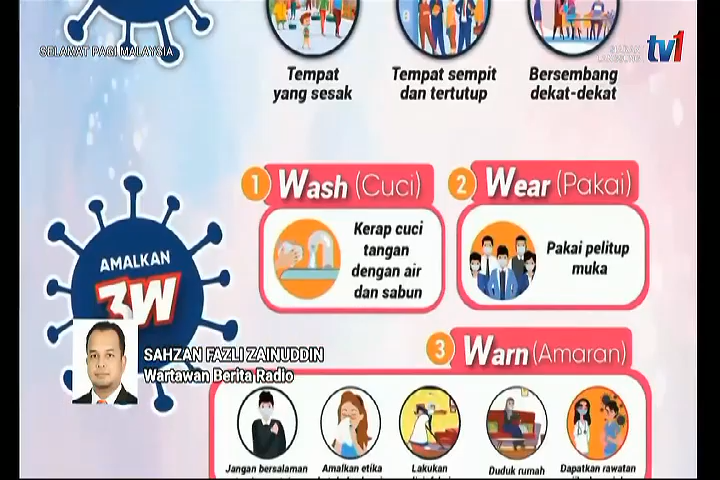 SELAMAT PAGI MALAYSIA
SIARAN
LANGSUNG
tv1
Tempat
yang sesak
Tempat sempit
dan tertutup
Bersembang
dekat-dekat
1 Wash (Cuci)
Kerap cuci
tangan
dengan air
dan sabun
2 Wear (Pakai)
Pakai pelitup
muka
AMALKAN
3W
3 Warn (Amaran)
SAHZAN FAZLI ZAINUDDIN
Wartawan Berita Radio
Jangan bersalaman
Amalkan etika
Lakukan
Duduk rumah
Dapatkan rawatan